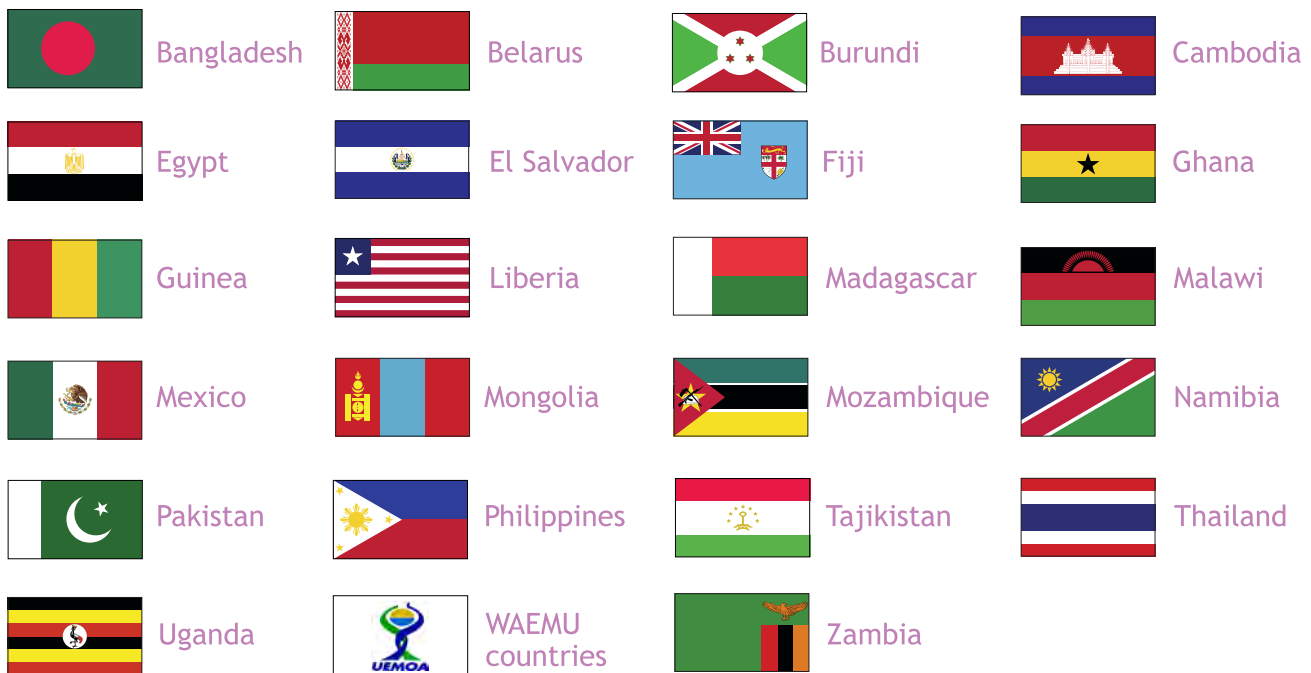 Bangladesh
Belarus
Burundi
Cambodia
Egypt
El Salvador
Fiji
Ghana
Guinea
Liberia
Madagascar
Malawi
Mexico
Mongolia
Mozambique
Namibia
Pakistan
Philippines
Tajikistan
Thailand
Uganda
UEMOA
WAEMU
countries
Zambia